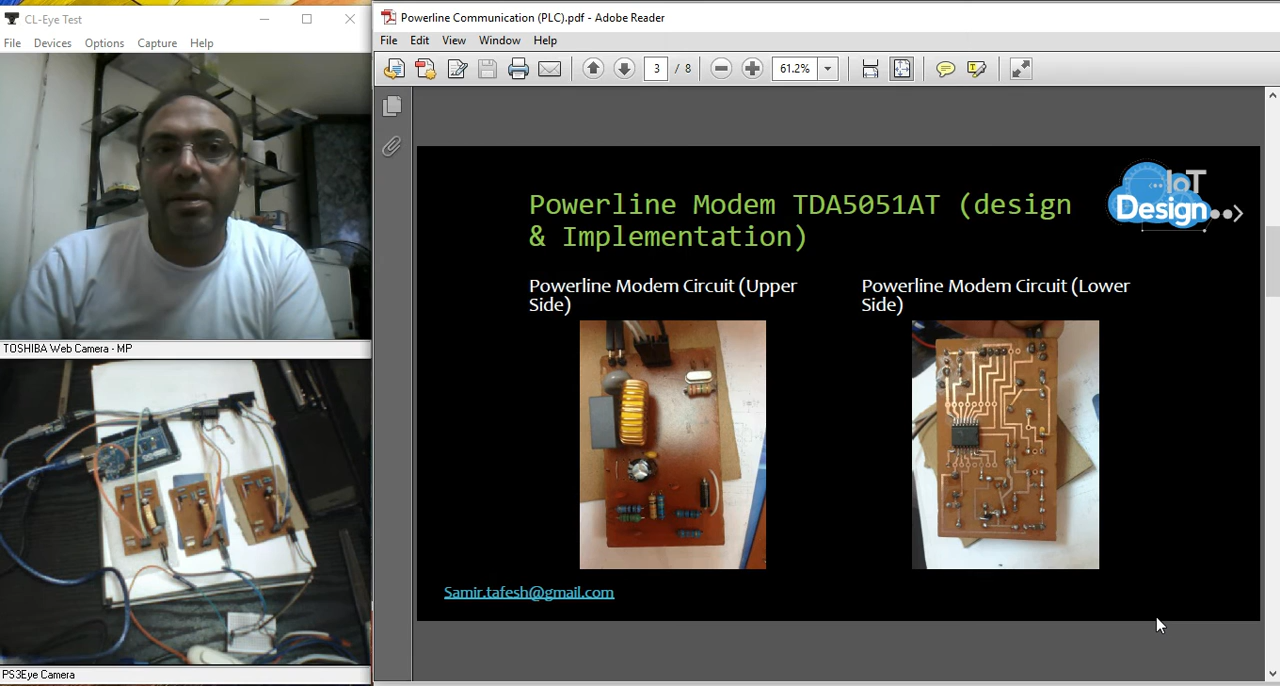 CL-Eye Test
File Devices Options Capture Help
TOSHIBA Web Camera - MP
PS3Eye Camera
Powerline Communication (PLC).pdf - Adobe Reader
File Edit View Window Help
3 / 8 61.2%
IoT
Design
Powerline Modem TDA5051AT (design
& Implementation)
Powerline Modem Circuit (Upper
Side)
Powerline Modem Circuit (Lower
Side)
Samir.tafesh@gmail.com